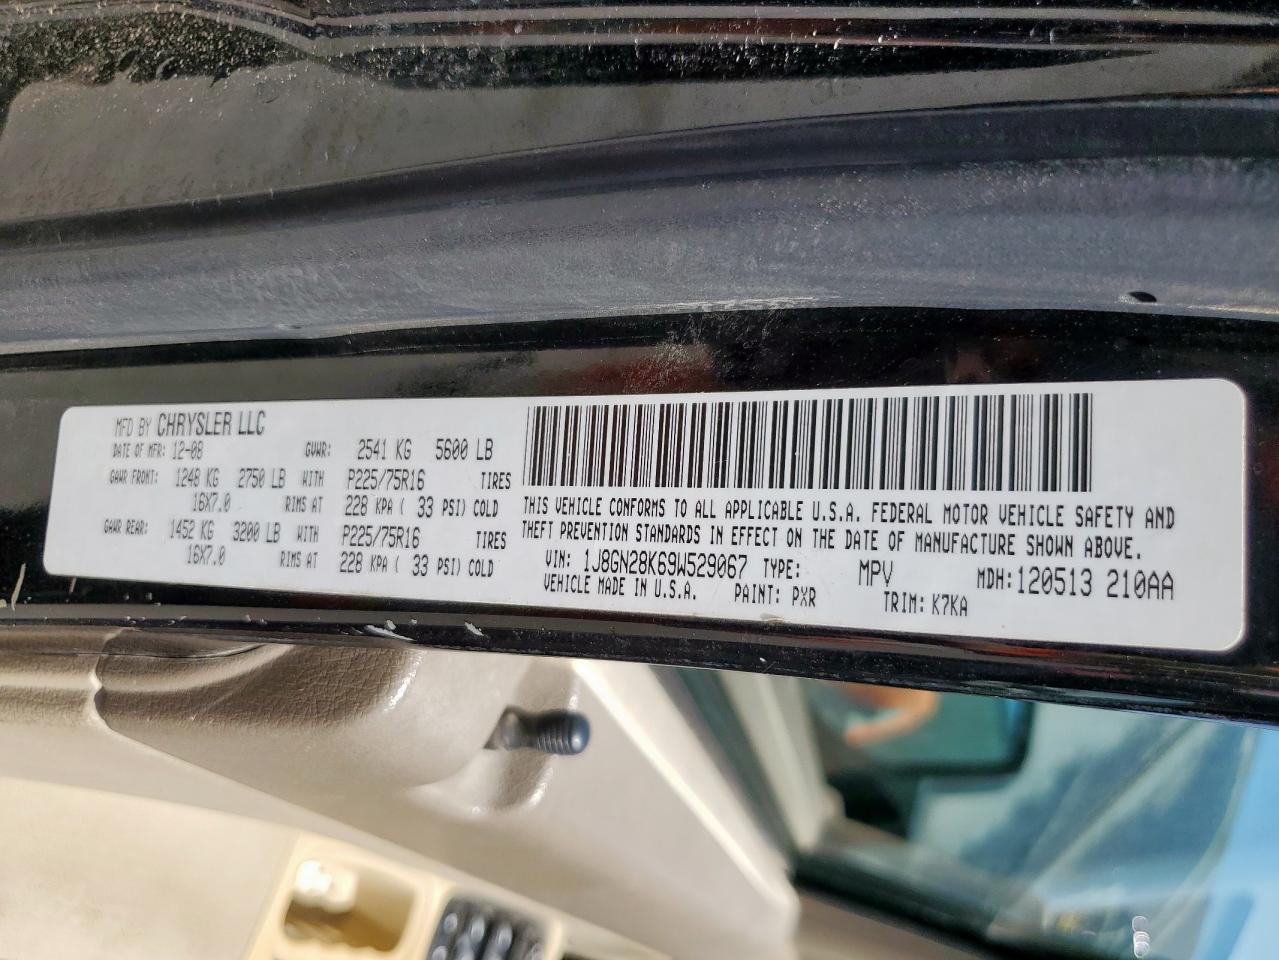 MFD BY CHRYSLER LLC
DATE OF MFR: 12-08 GVWR: 2541 KG 5600 LB
GAWR FRONT: 1248 KG 2750 LB WITH P225/75R16 TIRES
16X7.0 RIMS AT 228 KPA ( 33 PSI) COLD
GAWR REAR: 1452 KG 3200 LB WITH P225/75R16 TIRES
16X7.0 RIMS AT 228 KPA ( 33 PSI) COLD
THIS VEHICLE CONFORMS TO ALL APPLICABLE U.S.A. FEDERAL MOTOR VEHICLE SAFETY AND
THEFT PREVENTION STANDARDS IN EFFECT ON THE DATE OF MANUFACTURE SHOWN ABOVE.
VIN: 1J8GN28K69W529067 TYPE: MPV MDH: 120513 210AA
VEHICLE MADE IN U.S.A. PAINT: PXR TRIM: K7KA